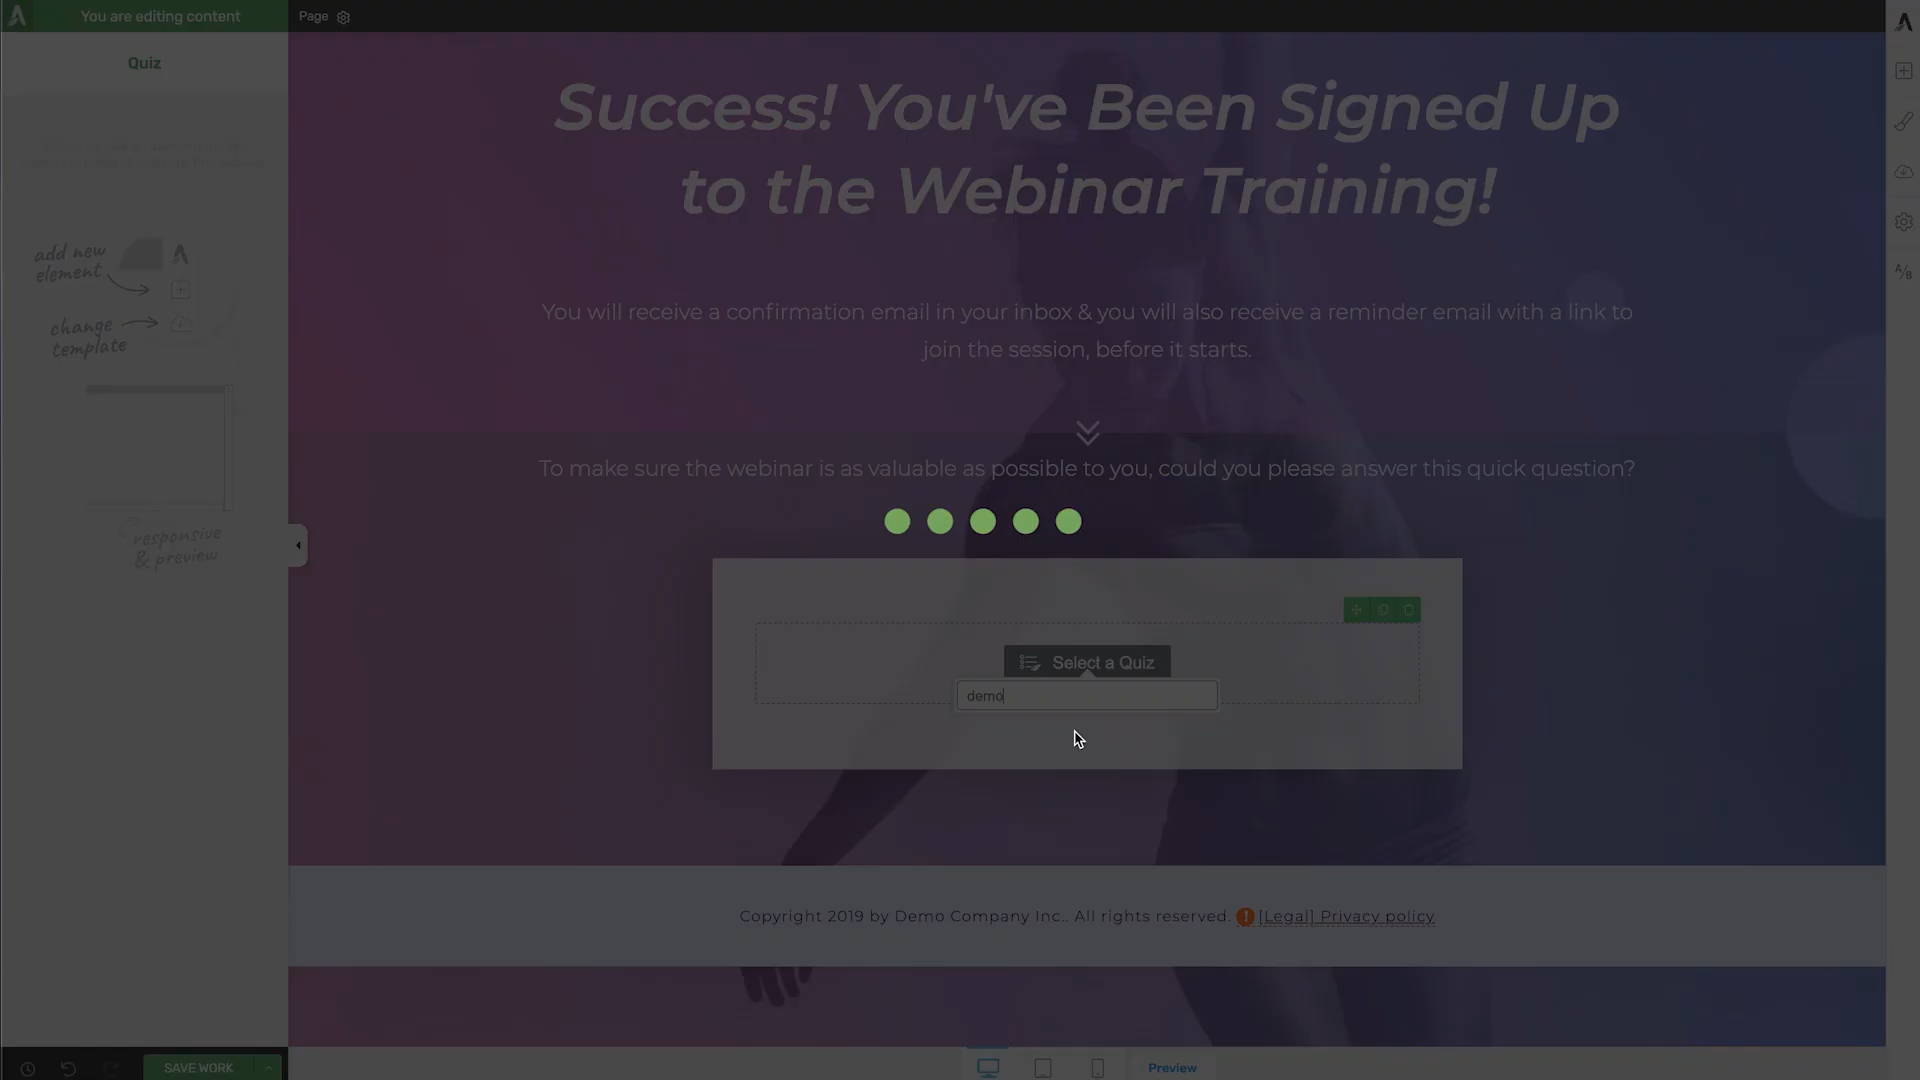 You are editing content
Page
Quiz
Success! You've Been Signed Up
to the Webinar Training!
add new
element
change
template
You will receive a confirmation email in your inbox & you will also receive a reminder email with a link to
join the session, before it starts.
To make sure the webinar is as valuable as possible to you, could you please answer this quick question?
responsive
& preview
Select a Quiz
demo
Copyright 2019 by Demo Company Inc.. All rights reserved. ! [Legal] Privacy policy
A/B
SAVE WORK
Preview